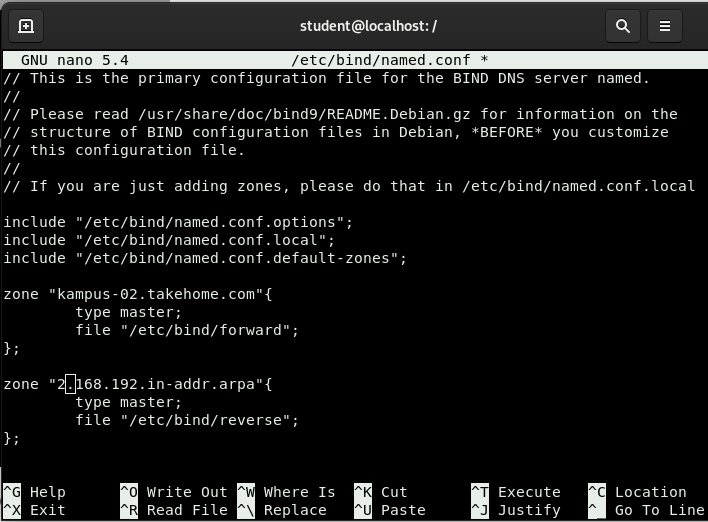 student@localhost: /
GNU nano 5.4 /etc/bind/named.conf *
// This is the primary configuration file for the BIND DNS server named.
//
// Please read /usr/share/doc/bind9/README.Debian.gz for information on the
// structure of BIND configuration files in Debian, *BEFORE* you customize
// this configuration file.
//
// If you are just adding zones, please do that in /etc/bind/named.conf.local
include "/etc/bind/named.conf.options";
include "/etc/bind/named.conf.local";
include "/etc/bind/named.conf.default-zones";
zone "kampus-02.takehome.com"{
type master;
file "/etc/bind/forward";
};
zone "2.168.192.in-addr.arpa"{
type master;
file "/etc/bind/reverse";
};
^G Help ^O Write Out ^W Where Is ^K Cut ^T Execute ^C Location
^X Exit ^R Read File ^\ Replace ^U Paste ^J Justify ^_ Go To Line